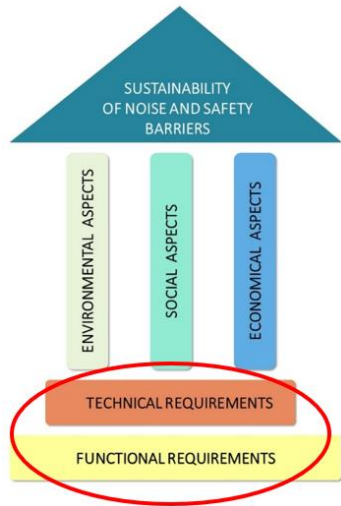 SUSTAINABILITY
OF NOISE AND SAFETY
BARRIERS
ENVIRONMENTAL ASPECTS
SOCIAL ASPECTS
ECONOMICAL ASPECTS
TECHNICAL REQUIREMENTS
FUNCTIONAL REQUIREMENTS